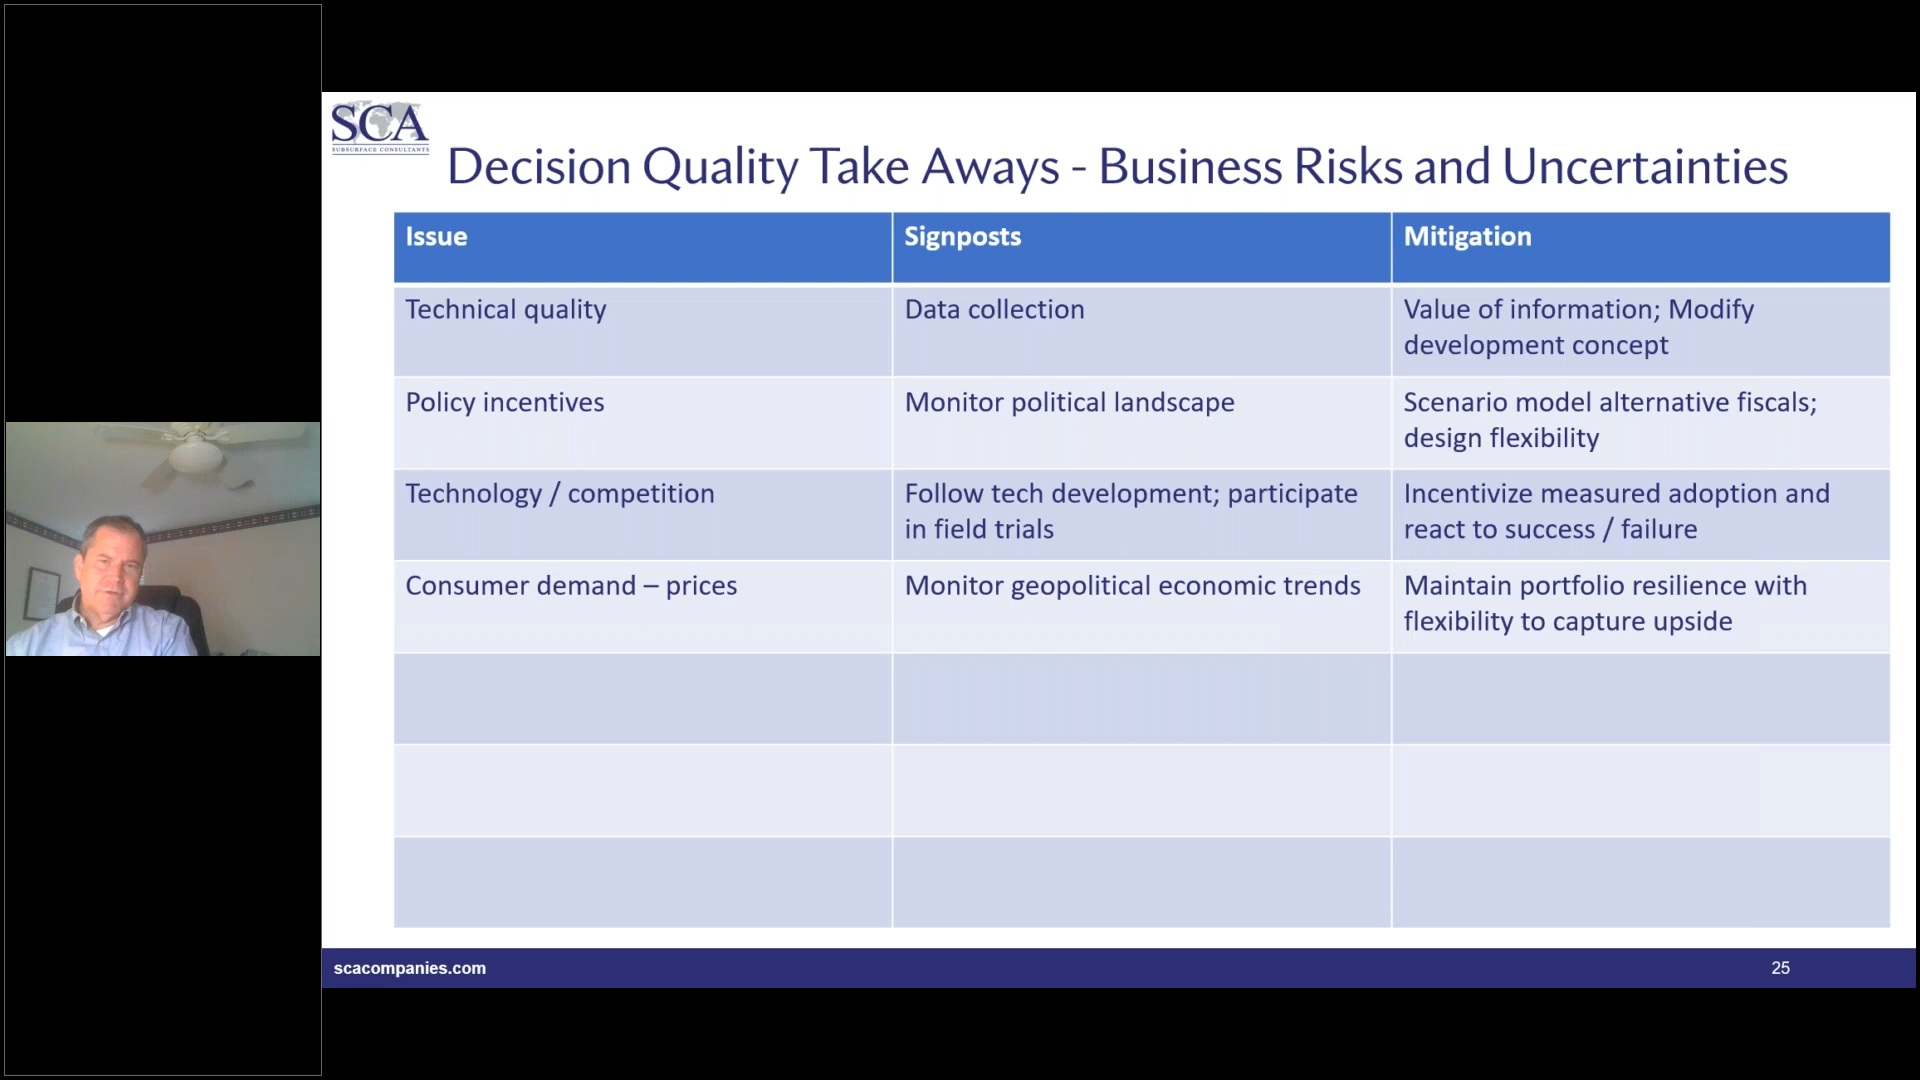 SCA
SUBSURFACE CONSULTANTS
Decision Quality Take Aways - Business Risks and Uncertainties
Issue
Signposts
Mitigation
Technical quality
Data collection
Value of information; Modify
development concept
Policy incentives
Monitor political landscape
Scenario model alternative fiscals;
design flexibility
Technology / competition
Follow tech development; participate
in field trials
Incentivize measured adoption and
react to success / failure
Consumer demand – prices
Monitor geopolitical economic trends
Maintain portfolio resilience with
flexibility to capture upside
scacompanies.com
25